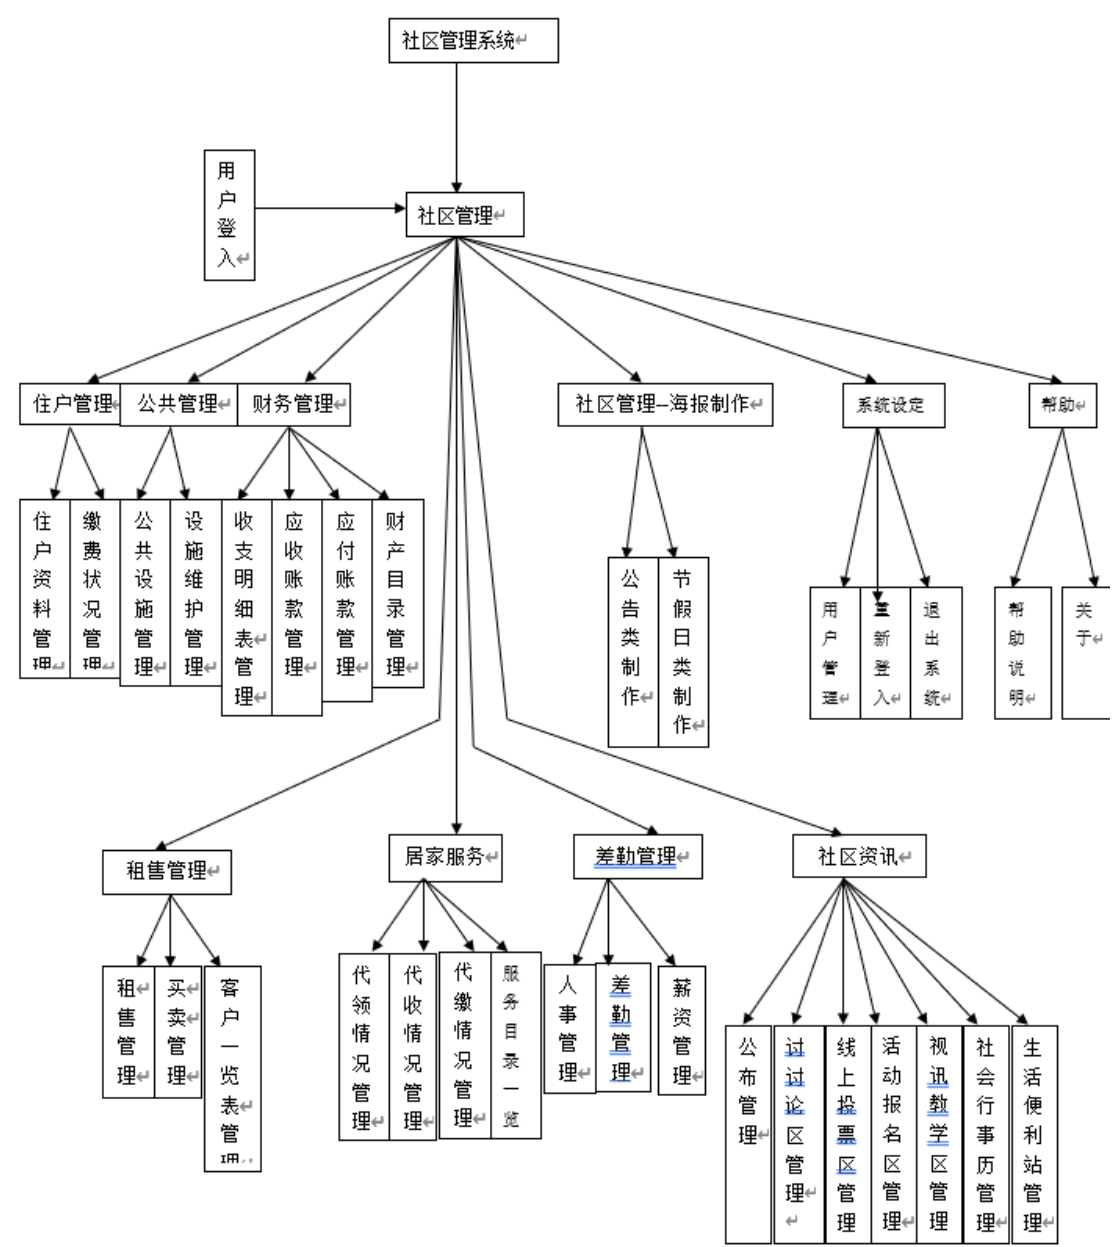 社区管理系统
用户登入
社区管理
住户管理
公共管理
财务管理
社区管理--海报制作
系统设定
帮助
住户资料管理
缴费状况管理
公共设施管理
设施维护管理
收支明细表管理
应收账款管理
应付账款管理
财产目录管理
公告类制作
节假日类制作
用户管理
重新登入
退出系统
帮助说明
关于
租售管理
居家服务
差勤管理
社区资讯
租售管理
买卖管理
客户一览表管理
代领情况管理
代收情况管理
代缴情况管理
服务目录一览
人事管理
差勤管理
薪资管理
公布管理
讨讨论区管理
线上投票区管理
活动报名区管理
视讯教学区管理
社会行事历管理
生活便利站管理